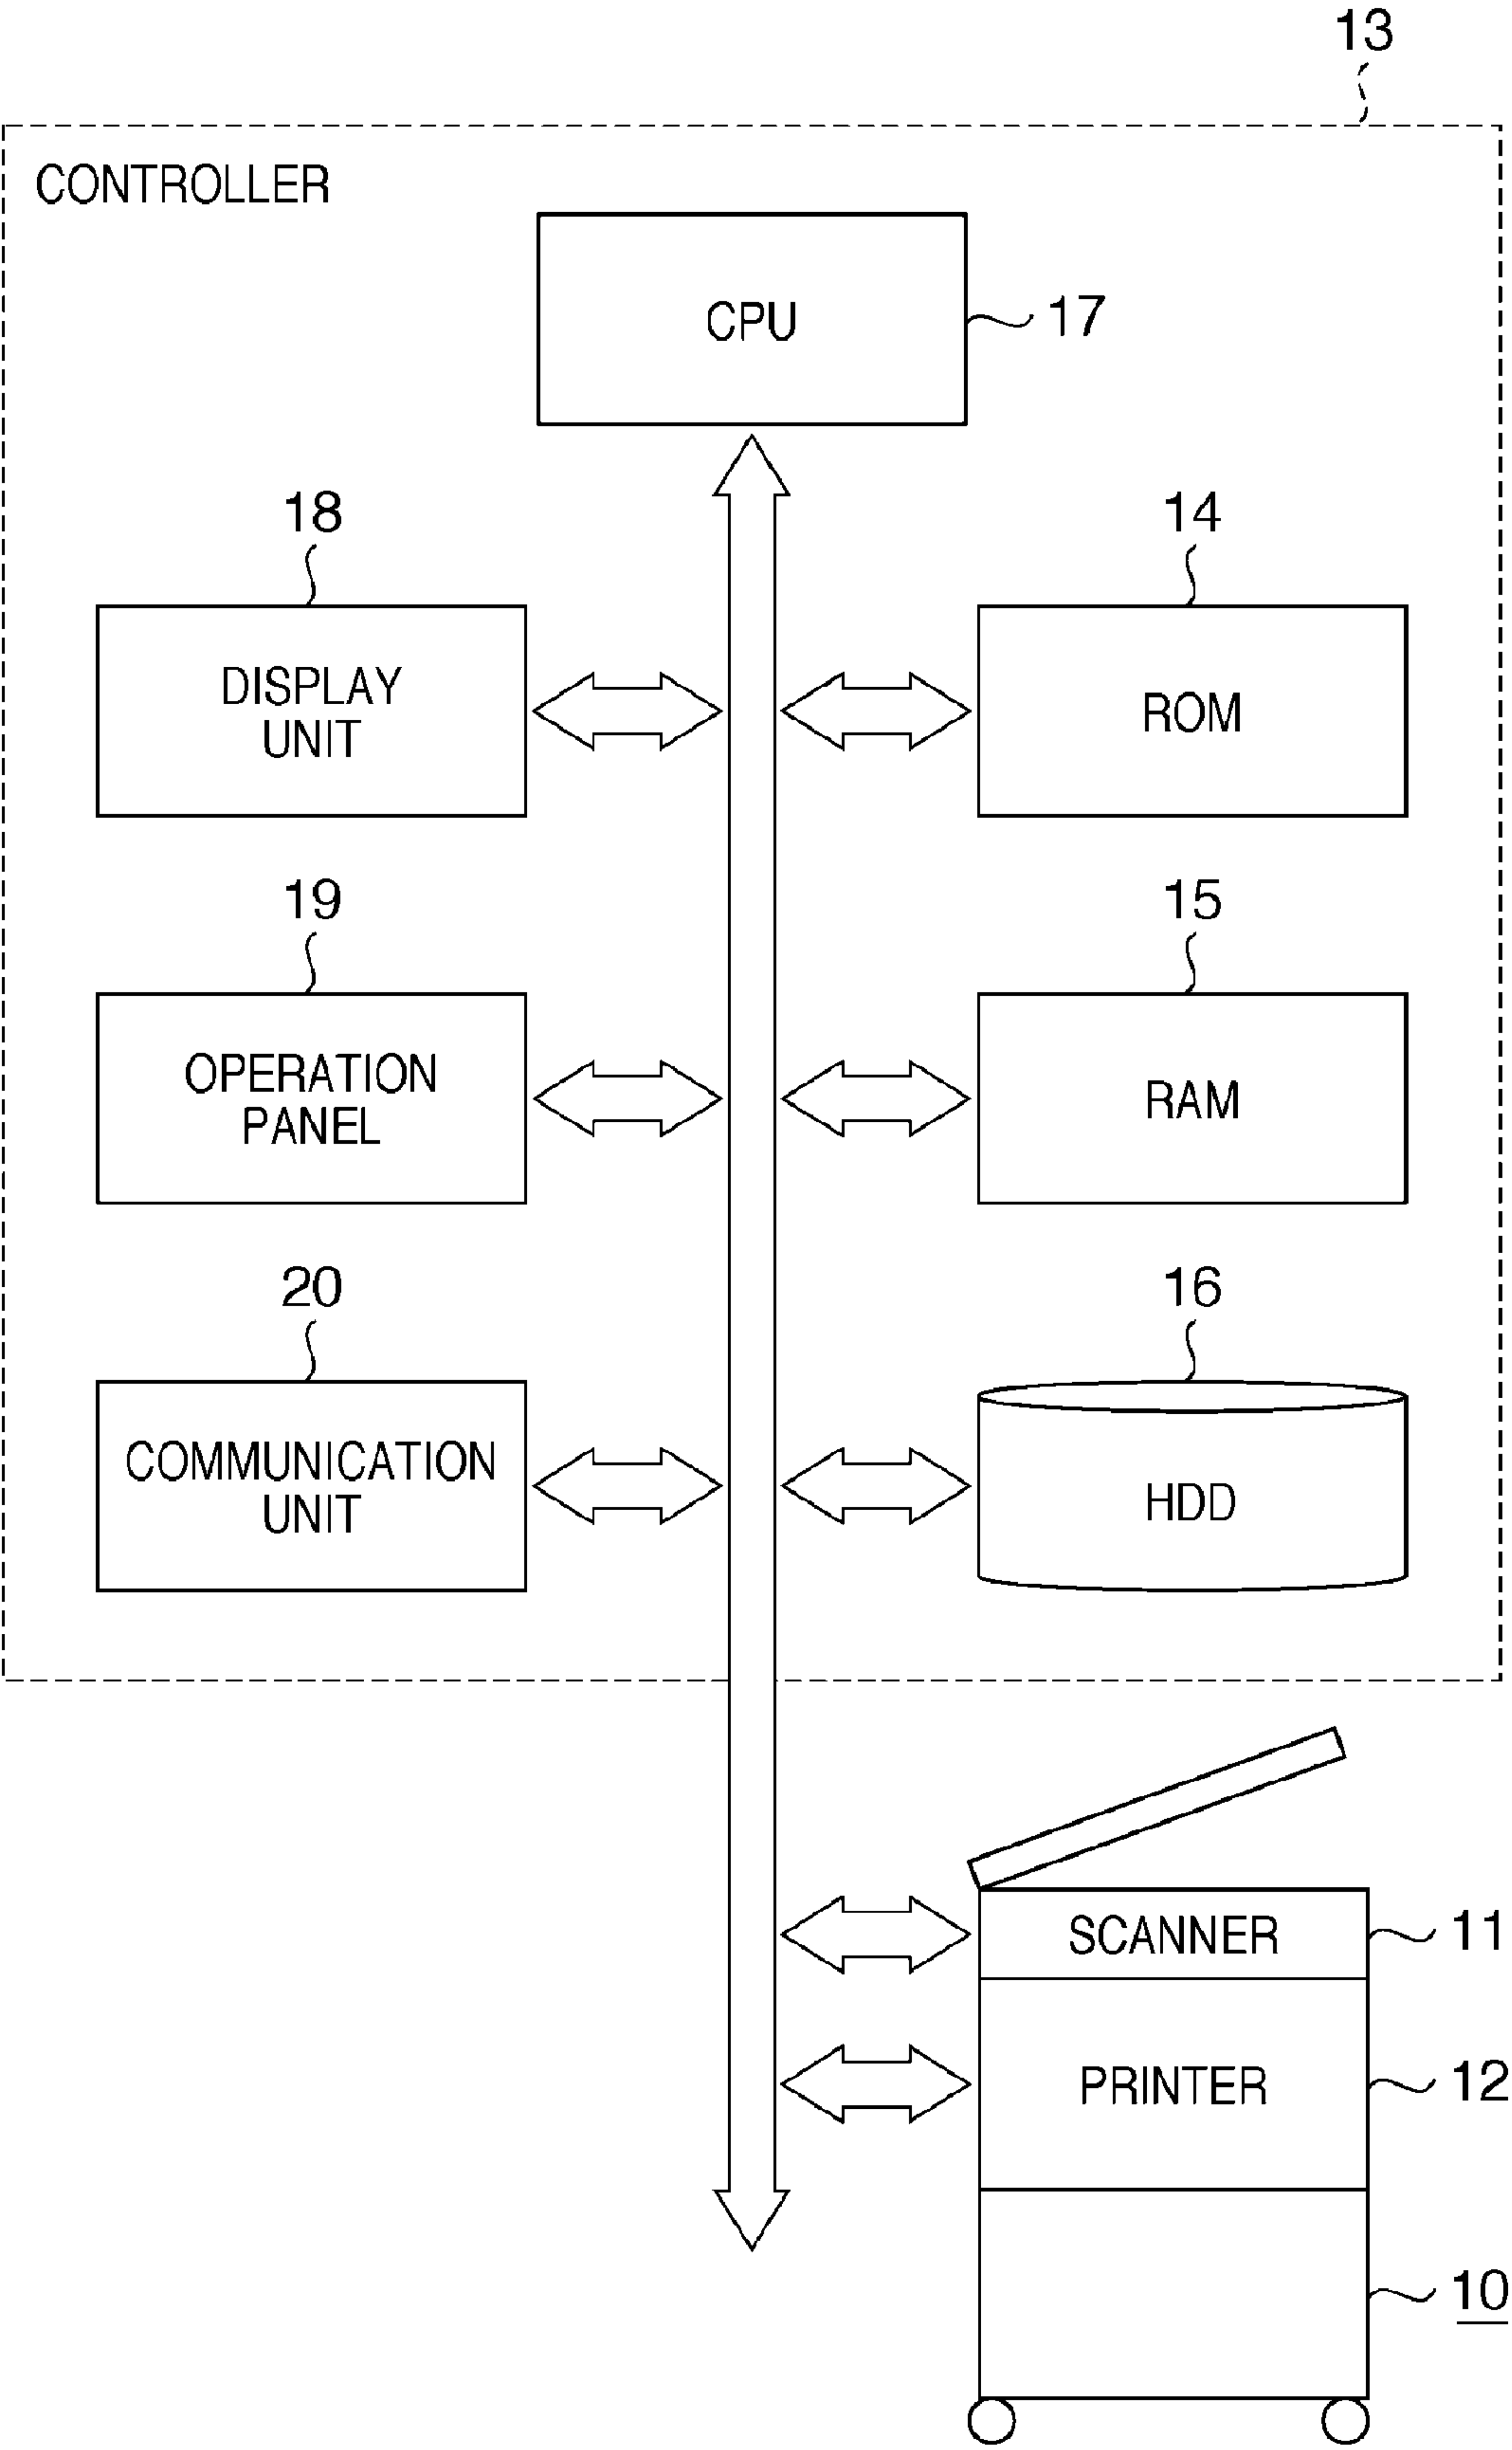 13
CONTROLLER
CPU
17
18
14
DISPLAY
UNIT
ROM
19
15
OPERATION
PANEL
RAM
20
16
COMMUNICATION
UNIT
HDD
SCANNER
11
PRINTER
12
10